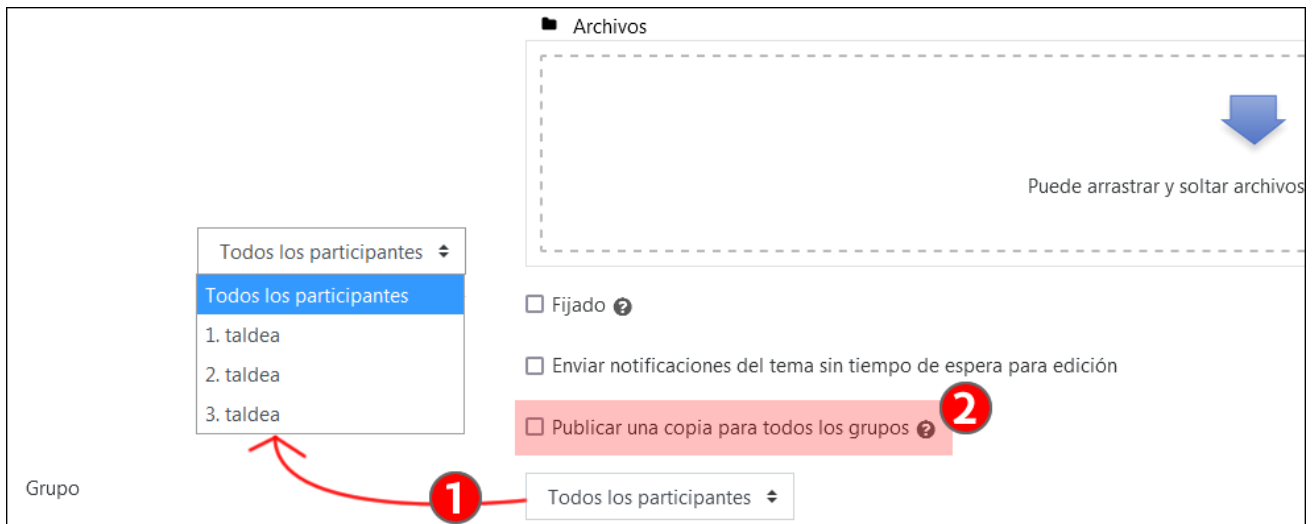 Archivos
Puede arrastrar y soltar archivos
Todos los participantes
Todos los participantes
1. taldea
2. taldea
3. taldea
Fijado
Enviar notificaciones del tema sin tiempo de espera para edición
Publicar una copia para todos los grupos
2
Grupo
1
Todos los participantes